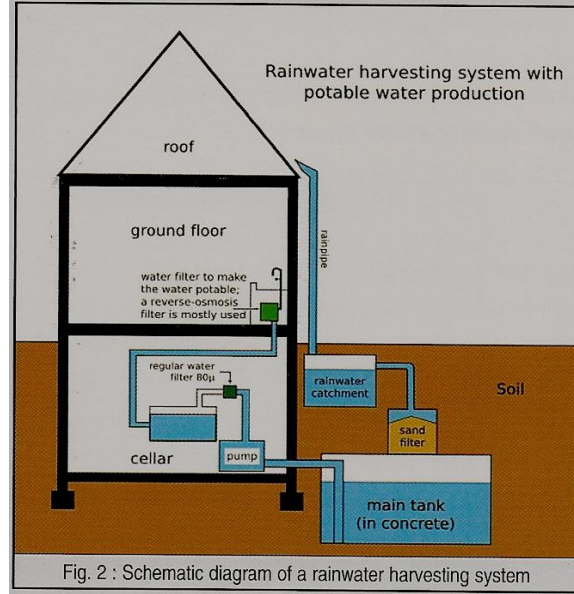 Rainwater harvesting system with
potable water production
roof
ground floor
rainpipe
water filter to make
the water potable;
a reverse-osmosis
filter is mostly used
regular water
filter 80µ
rainwater
catchment
Soil
sand
filter
cellar
pump
main tank
(in concrete)
Fig. 2 : Schematic diagram of a rainwater harvesting system